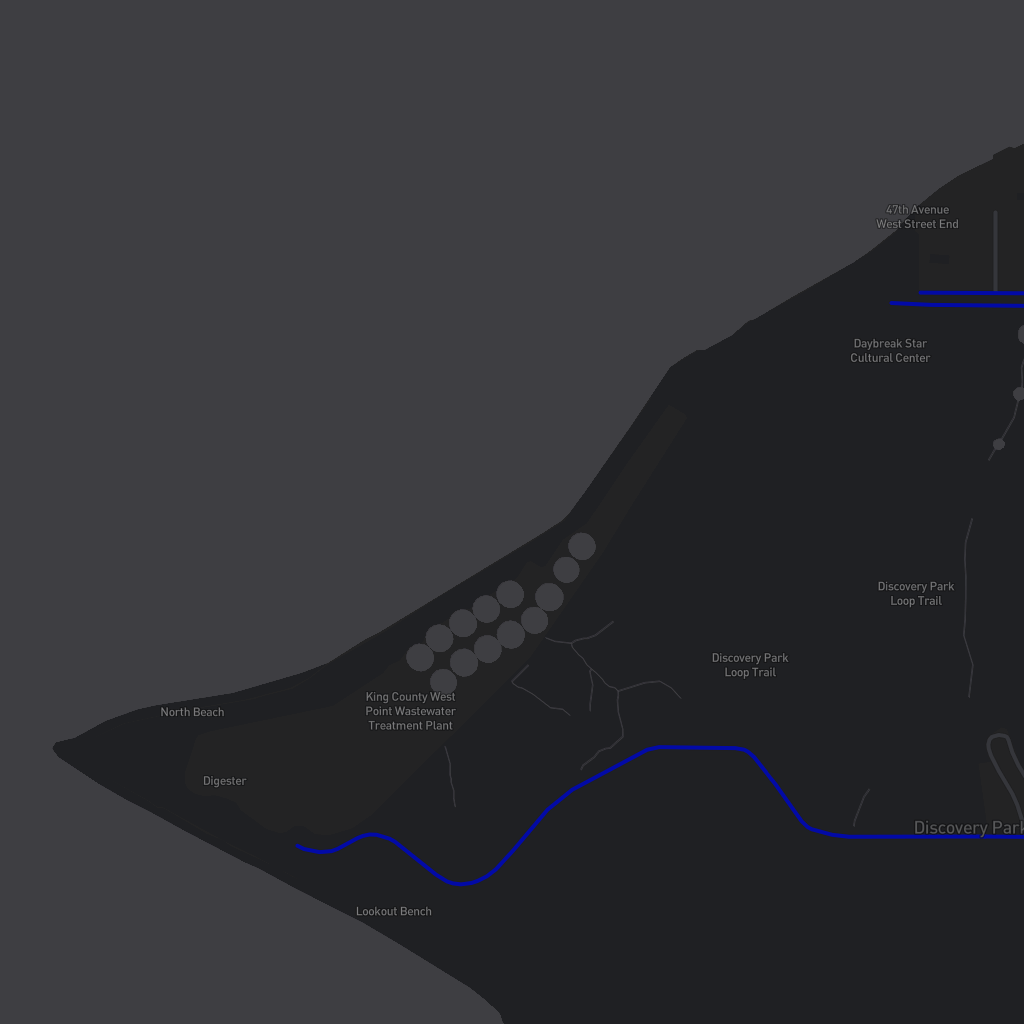 47th Avenue
West Street End
Daybreak Star
Cultural Center
Discovery Park
Loop Trail
Discovery Park
Loop Trail
King County West
Point Wastewater
Treatment Plant
North Beach
Digester
Discovery Park
Lookout Bench